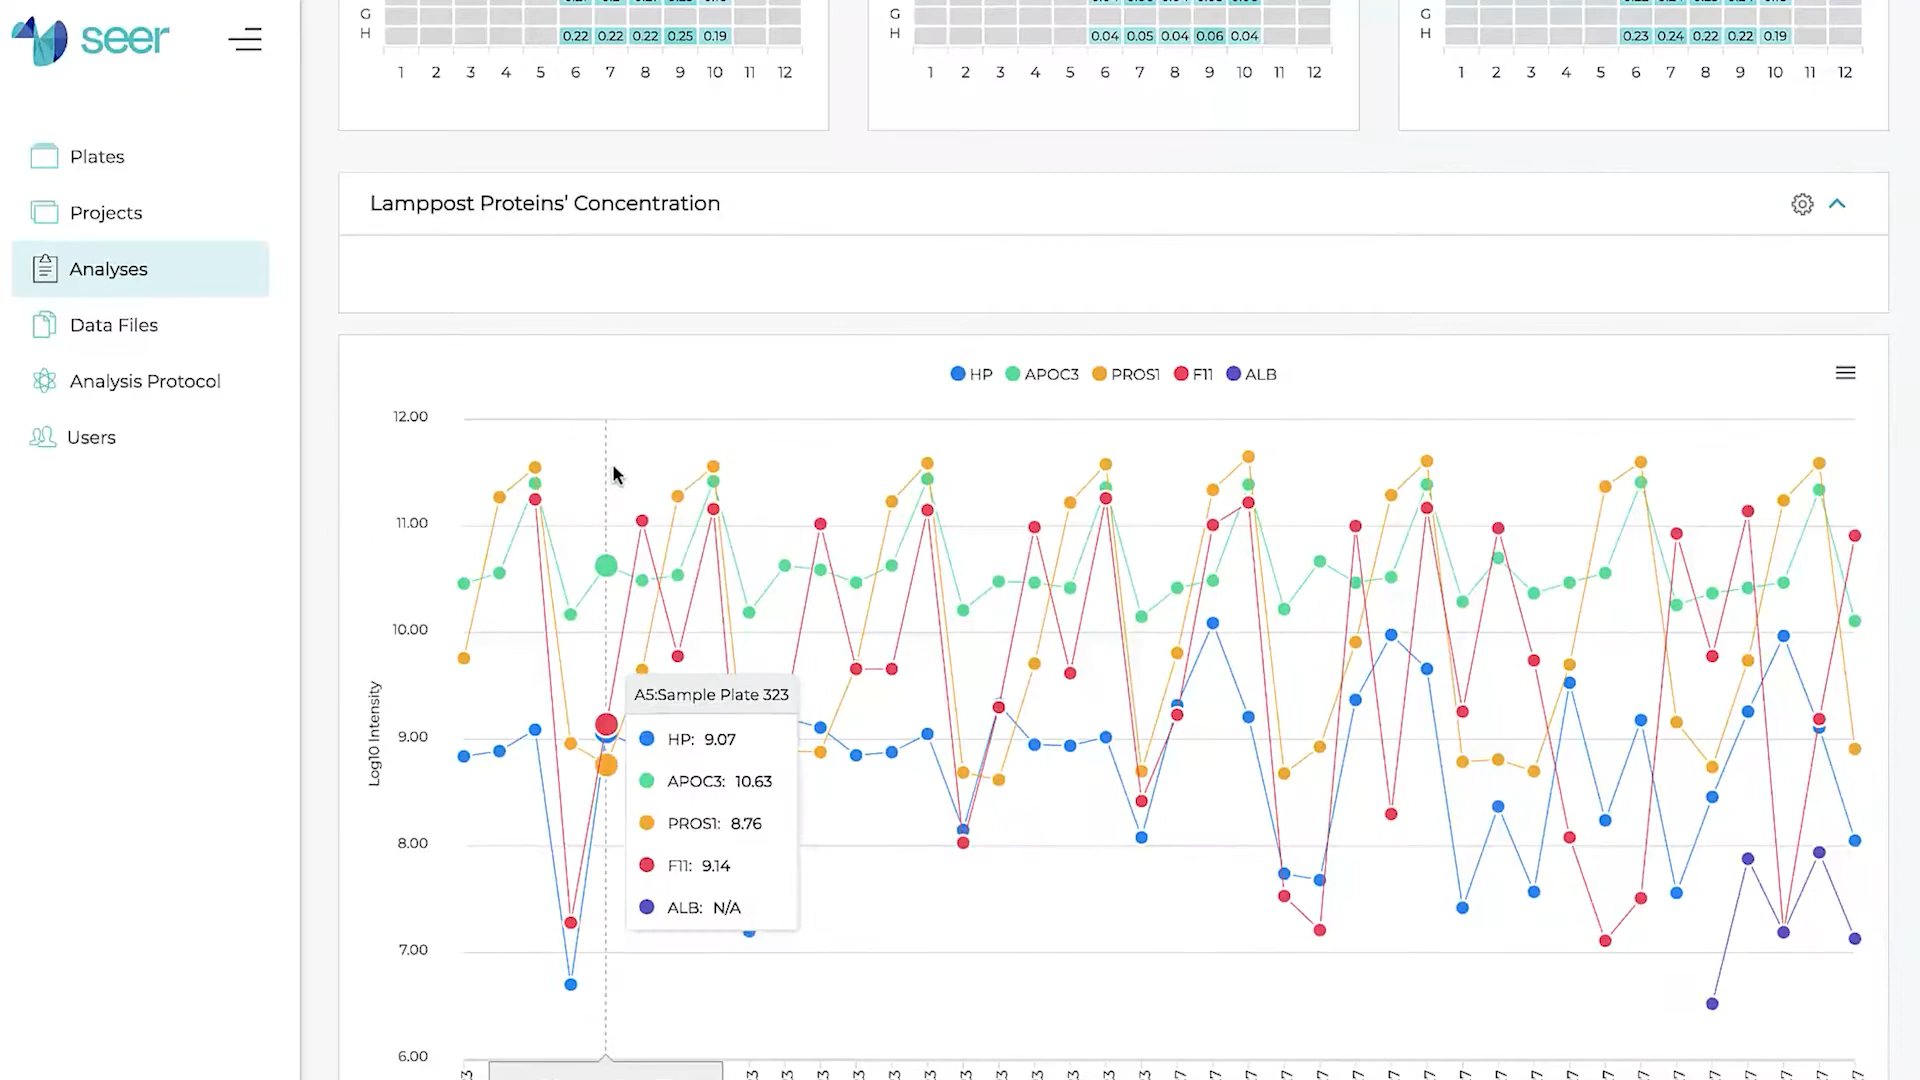 seer
Plates
Projects
Analyses
Data Files
Analysis Protocol
Users
G
H
0.22 0.22 0.22 0.25 0.19
1 2 3 4 5 6 7 8 9 10 11 12
G
H
0.04 0.05 0.04 0.06 0.04
1 2 3 4 5 6 7 8 9 10 11 12
G
H
0.23 0.24 0.22 0.22 0.19
1 2 3 4 5 6 7 8 9 10 11 12
Lamppost Proteins' Concentration
HP APOC3 PROS1 F11 ALB
12.00
11.00
10.00
9.00
8.00
7.00
6.00
Log10 Intensity
A5:Sample Plate 323
HP: 9.07
APOC3: 10.63
PROS1: 8.76
F11: 9.14
ALB: N/A